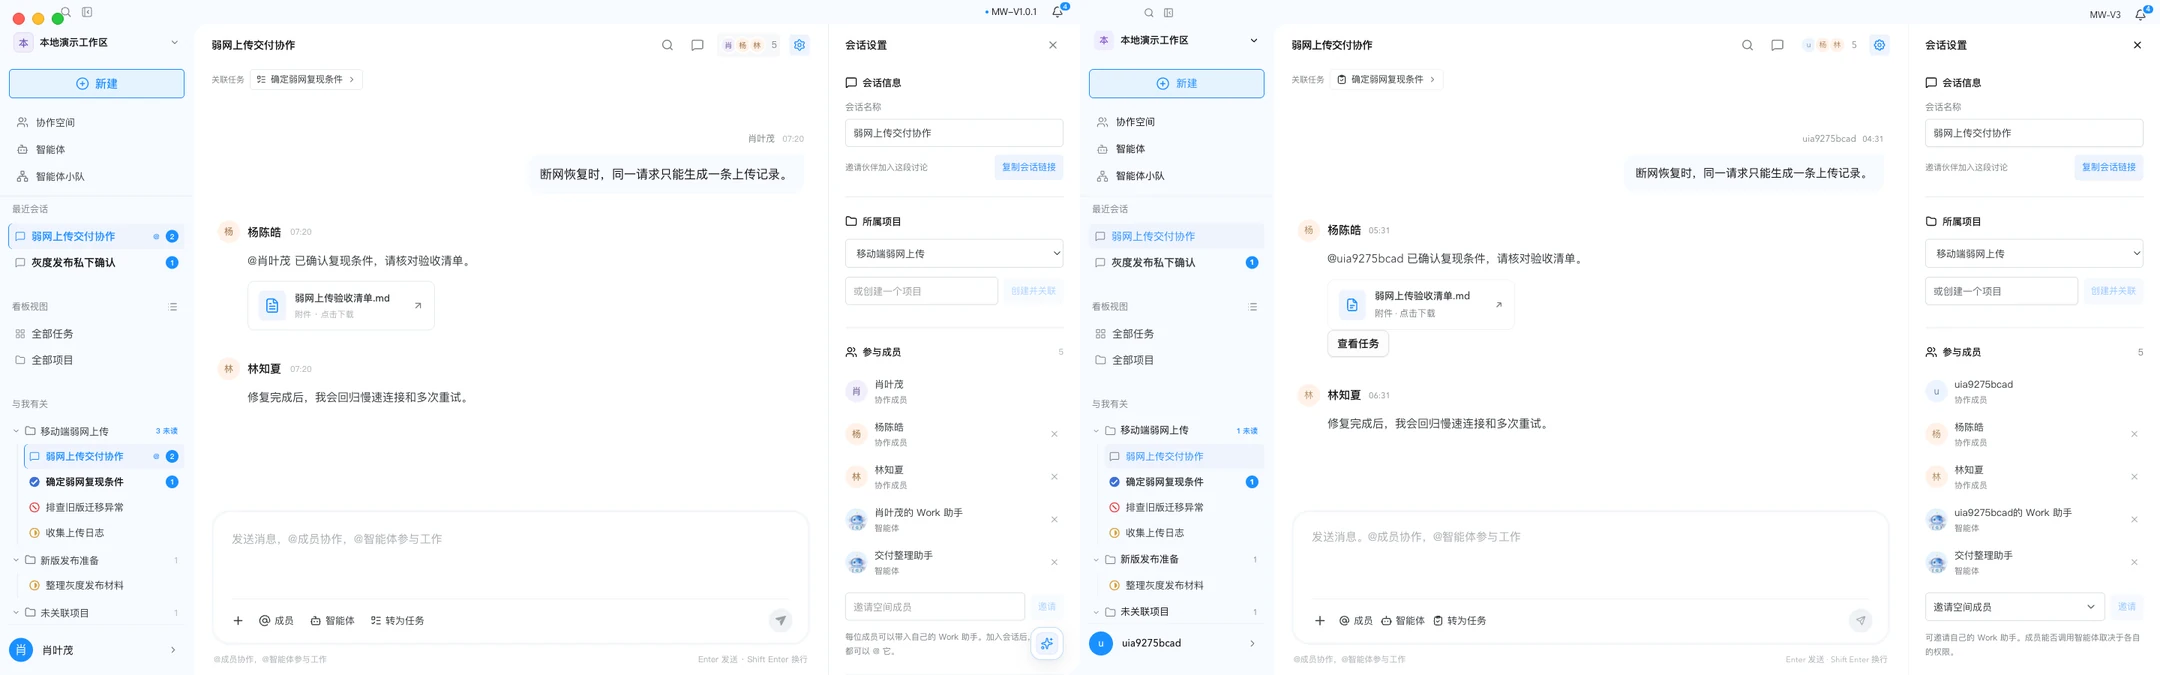 MW-V1.0.1
4
本 本地演示工作区
新建
协作空间
智能体
智能体小队
最近会话
弱网上传交付协作 @ 2
灰度发布私下确认 1
看板视图
全部任务
全部项目
与我有关
移动端弱网上传 3 未读
弱网上传交付协作 @ 2
确定弱网复现条件 1
排查旧版迁移异常
收集上传日志
新版发布准备 1
整理灰度发布材料
未关联项目 1
肖 肖叶茂
弱网上传交付协作
肖 杨 林 5
关联任务 确定弱网复现条件
肖叶茂 07:20
断网恢复时，同一请求只能生成一条上传记录。
杨 杨陈皓 07:20
@肖叶茂 已确认复现条件，请核对验收清单。
弱网上传验收清单.md
附件 · 点击下载
林 林知夏 07:20
修复完成后，我会回归慢速连接和多次重试。
发送消息，@成员协作，@智能体参与工作
@ 成员 智能体 转为任务
@成员协作，@智能体参与工作
Enter 发送 · Shift Enter 换行
会话设置
会话信息
会话名称
弱网上传交付协作
邀请伙伴加入这段讨论 复制会话链接
所属项目
移动端弱网上传
或创建一个项目 创建并关联
参与成员 5
肖 肖叶茂
协作成员
杨 杨陈皓
协作成员
林 林知夏
协作成员
肖叶茂的 Work 助手
智能体
交付整理助手
智能体
邀请空间成员 邀请
每位成员可以带入自己的 Work 助手。加入会话后，
都可以 @ 它。
MW-V3
4
本 本地演示工作区
新建
协作空间
智能体
智能体小队
最近会话
弱网上传交付协作
灰度发布私下确认 1
看板视图
全部任务
全部项目
与我有关
移动端弱网上传 1 未读
弱网上传交付协作
确定弱网复现条件 1
排查旧版迁移异常
收集上传日志
新版发布准备 1
整理灰度发布材料
未关联项目 1
u uia9275bcad
弱网上传交付协作
u 杨 林 5
关联任务 确定弱网复现条件
uia9275bcad 04:31
断网恢复时，同一请求只能生成一条上传记录。
杨 杨陈皓 05:31
@uia9275bcad 已确认复现条件，请核对验收清单。
弱网上传验收清单.md
附件 · 点击下载
查看任务
林 林知夏 06:31
修复完成后，我会回归慢速连接和多次重试。
发送消息。@成员协作，@智能体参与工作
@ 成员 智能体 转为任务
@成员协作，@智能体参与工作
Enter 发送 · Shift Enter 换行
会话设置
会话信息
会话名称
弱网上传交付协作
邀请伙伴加入这段讨论 复制会话链接
所属项目
移动端弱网上传
或创建一个项目 创建并关联
参与成员 5
u uia9275bcad
协作成员
杨 杨陈皓
协作成员
林 林知夏
协作成员
uia9275bcad的 Work 助手
智能体
交付整理助手
智能体
邀请空间成员 邀请
可邀请自己的 Work 助手。成员能否调用智能体取决于各自
的权限。